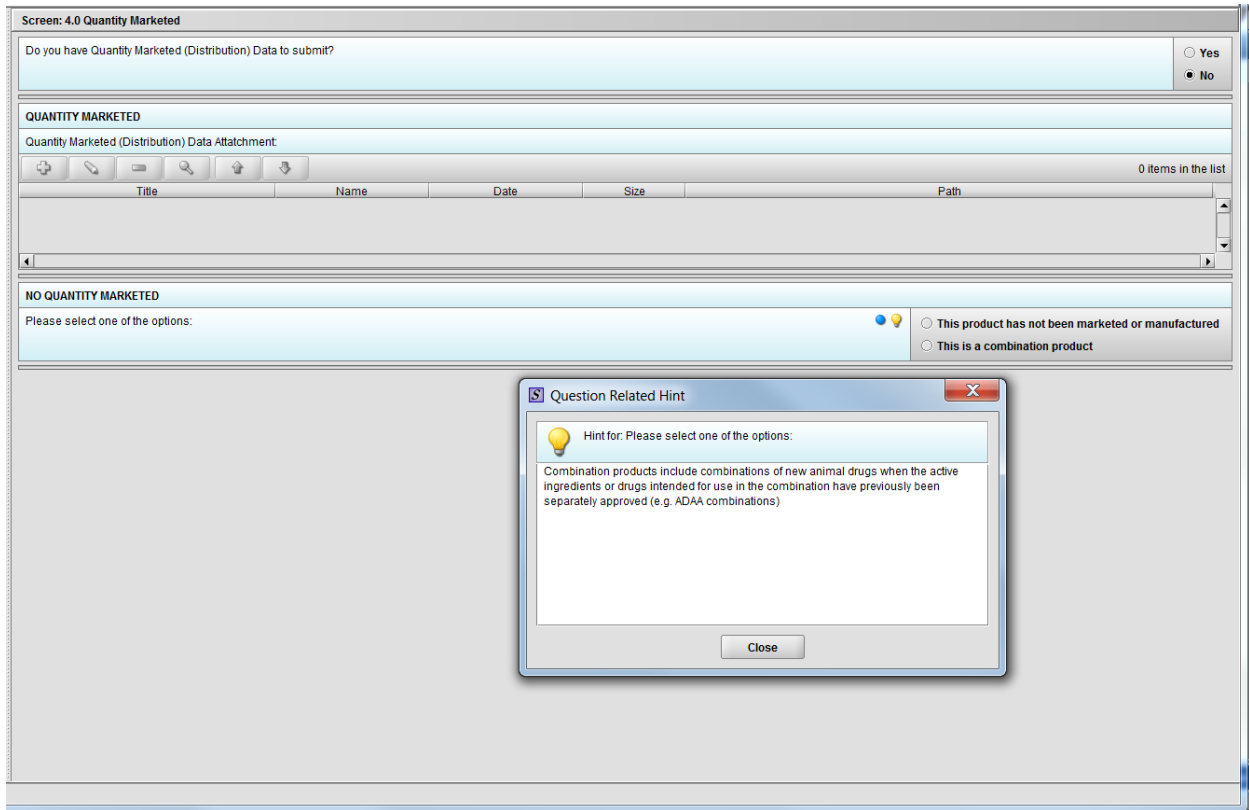 Screen: 4.0 Quantity Marketed
Do you have Quantity Marketed (Distribution) Data to submit?
Yes
No
QUANTITY MARKETED
Quantity Marketed (Distribution) Data Attatchment:
0 items in the list
Title Name Date Size Path
NO QUANTITY MARKETED
Please select one of the options:
This product has not been marketed or manufactured
This is a combination product
S Question Related Hint
Hint for: Please select one of the options:
Combination products include combinations of new animal drugs when the active
ingredients or drugs intended for use in the combination have previously been
separately approved (e.g. ADAA combinations)
Close